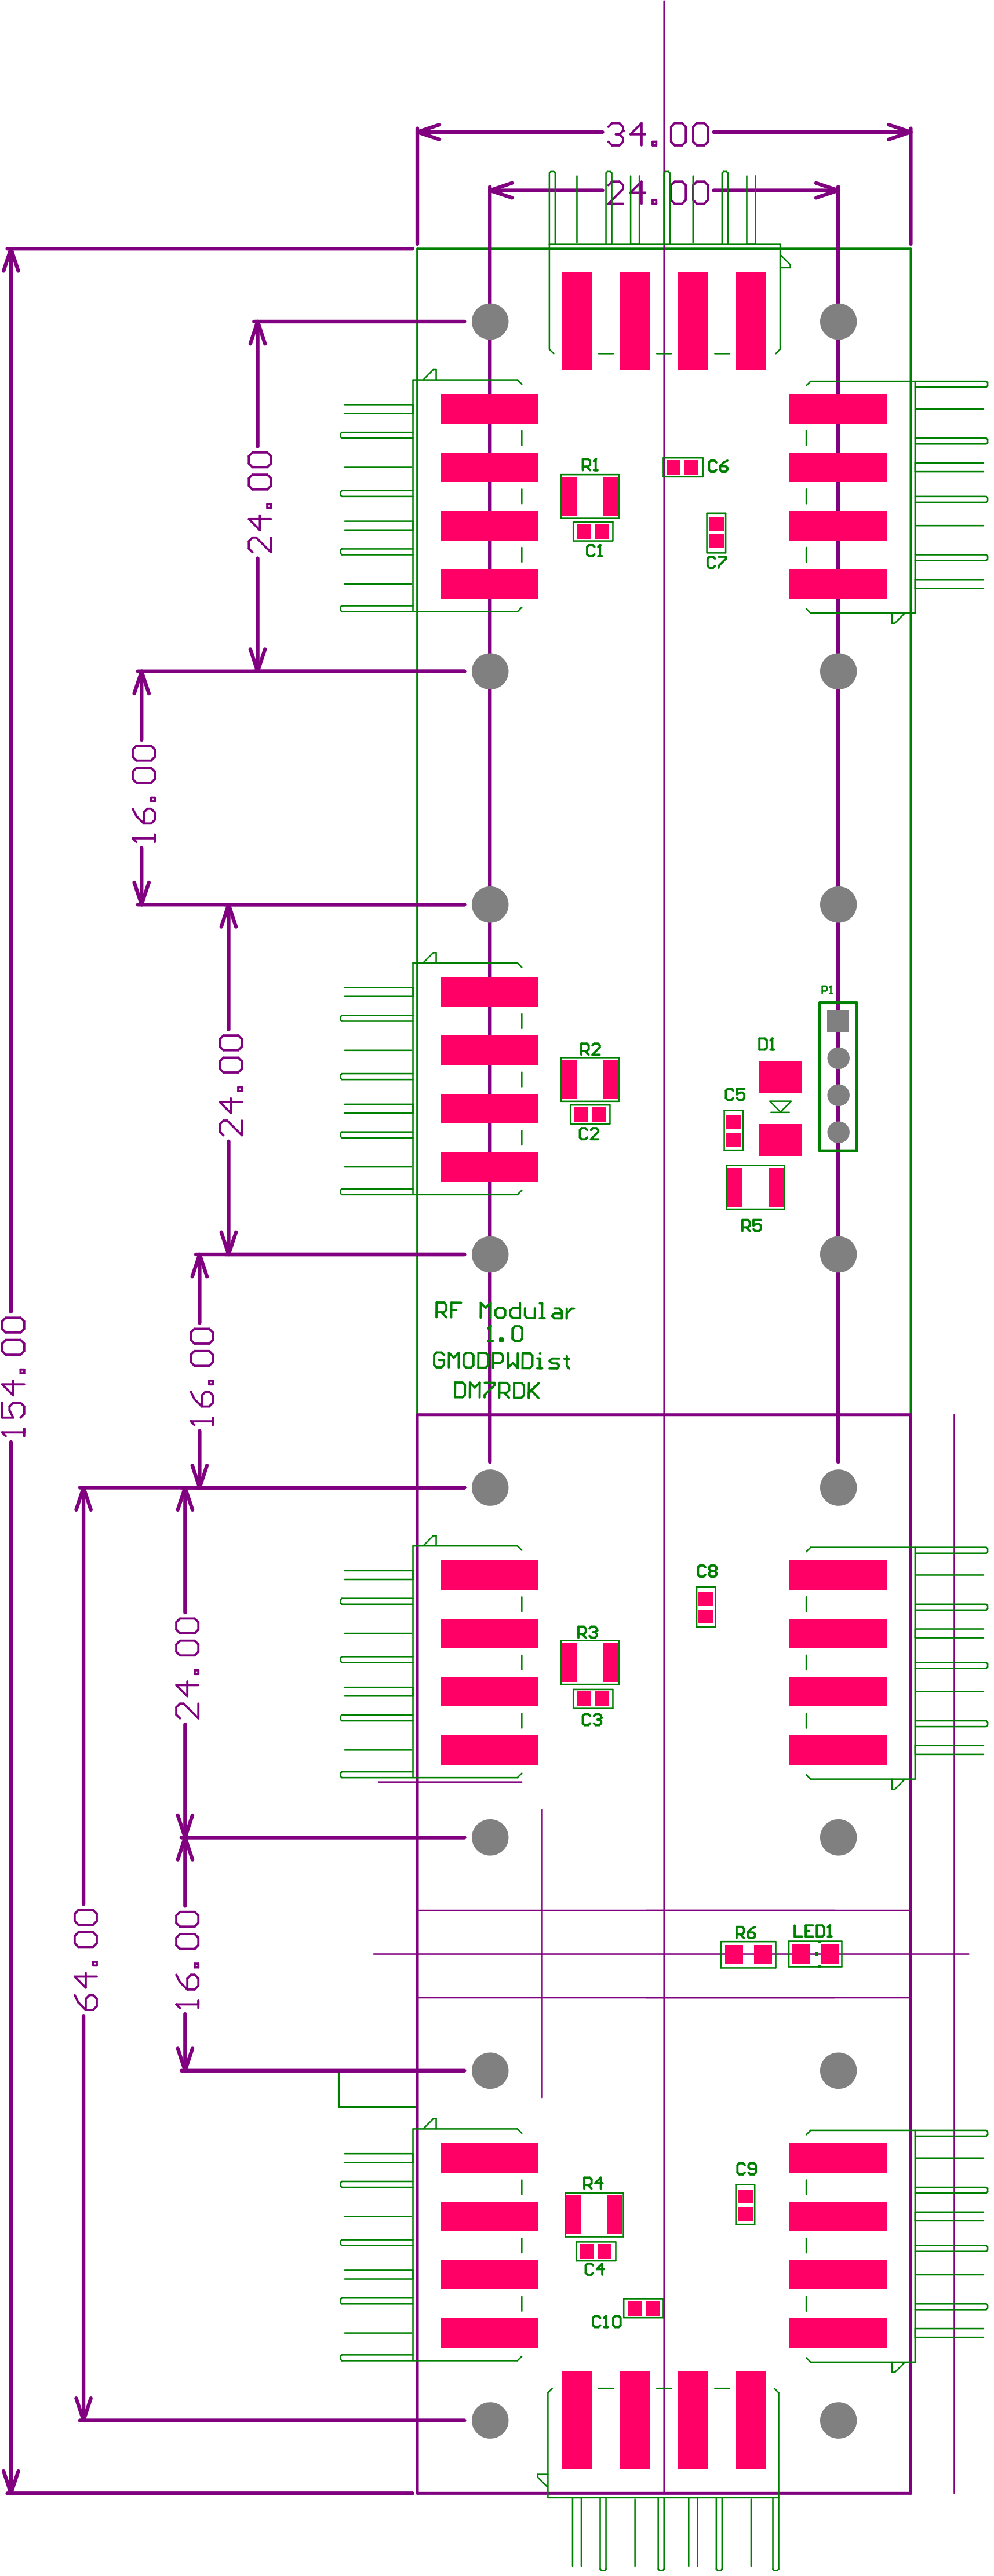 34.00
24.00
24.00
R1
C6
C1
C7
16.00
P1
24.00
R2
D1
C5
C2
R5
RF Modular
1.0
GMODPWDist
DM7RDK
154.00
16.00
C8
24.00
R3
C3
64.00
16.00
R6
LED1
C9
R4
C4
C10